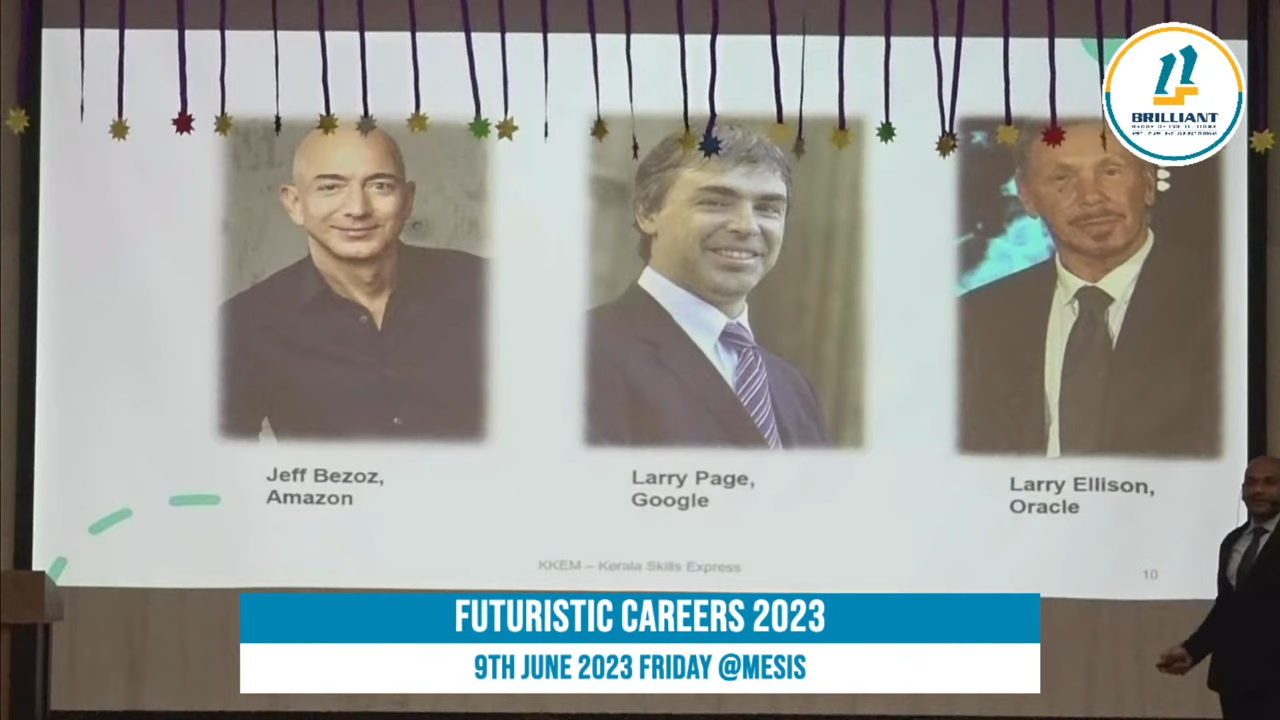 BRILLIANT
Jeff Bezoz,
Amazon
Larry Page,
Google
Larry Ellison,
Oracle
KKEM – Kerala Skills Express
10
FUTURISTIC CAREERS 2023
9TH JUNE 2023 FRIDAY @MESIS